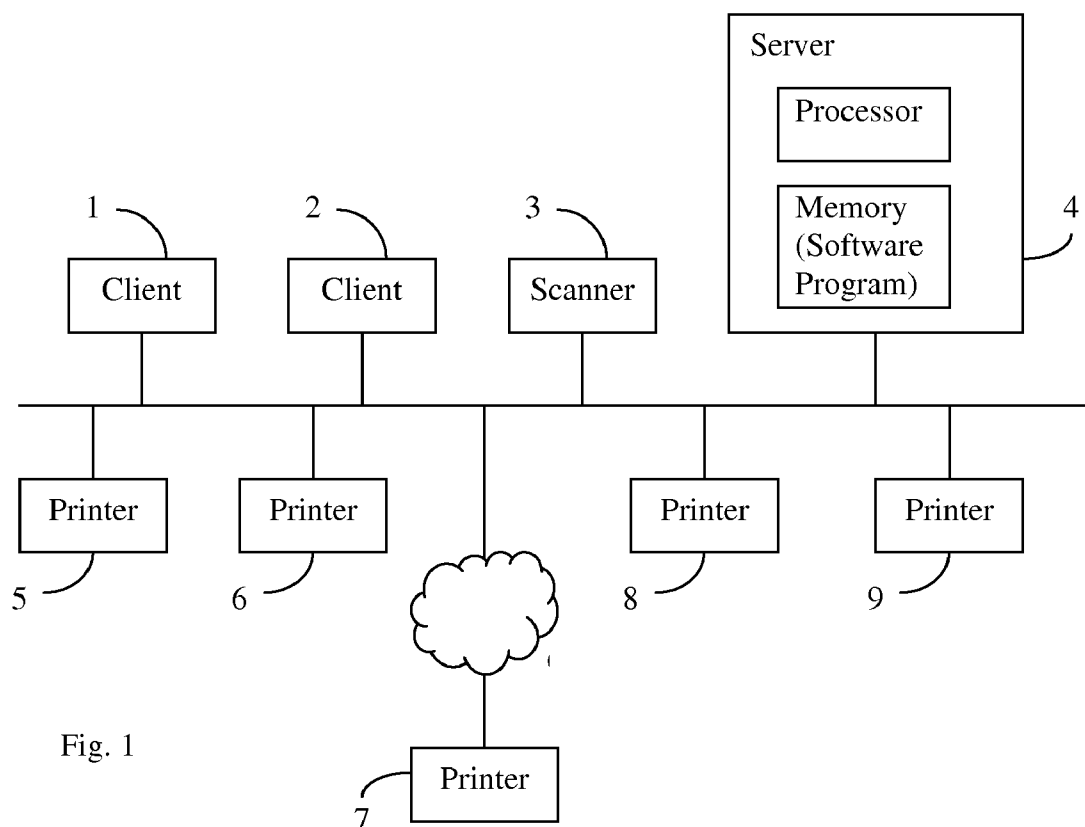 Server
Processor
Memory
(Software
Program)
1
2
3
4
Client
Client
Scanner
Printer
Printer
Printer
Printer
5
6
8
9
Fig. 1
Printer
7